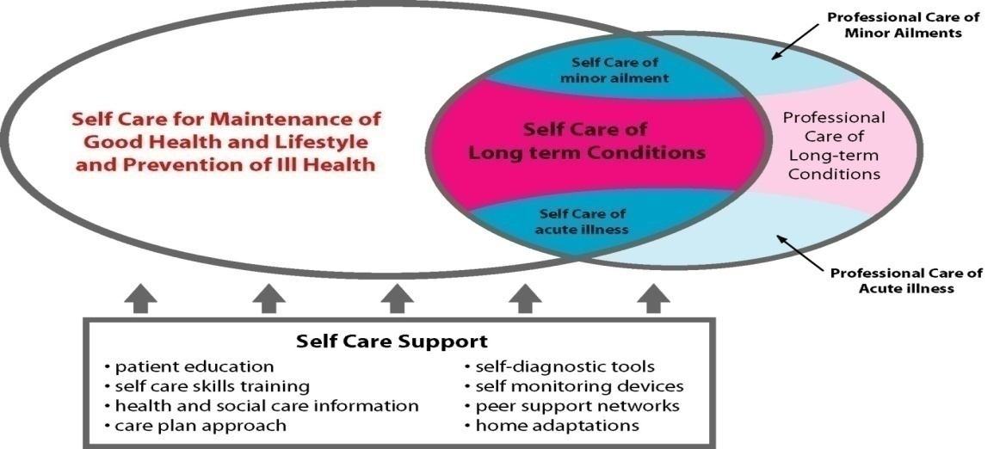 Professional Care of
Minor Ailments
Self Care of
minor ailment
Self Care for Maintenance of
Good Health and Lifestyle
and Prevention of Ill Health
Self Care of
Long term Conditions
Professional
Care of
Long-term
Conditions
Self Care of
acute illness
Professional Care of
Acute illness
Self Care Support
• patient education
• self care skills training
• health and social care information
• care plan approach
• self-diagnostic tools
• self monitoring devices
• peer support networks
• home adaptations